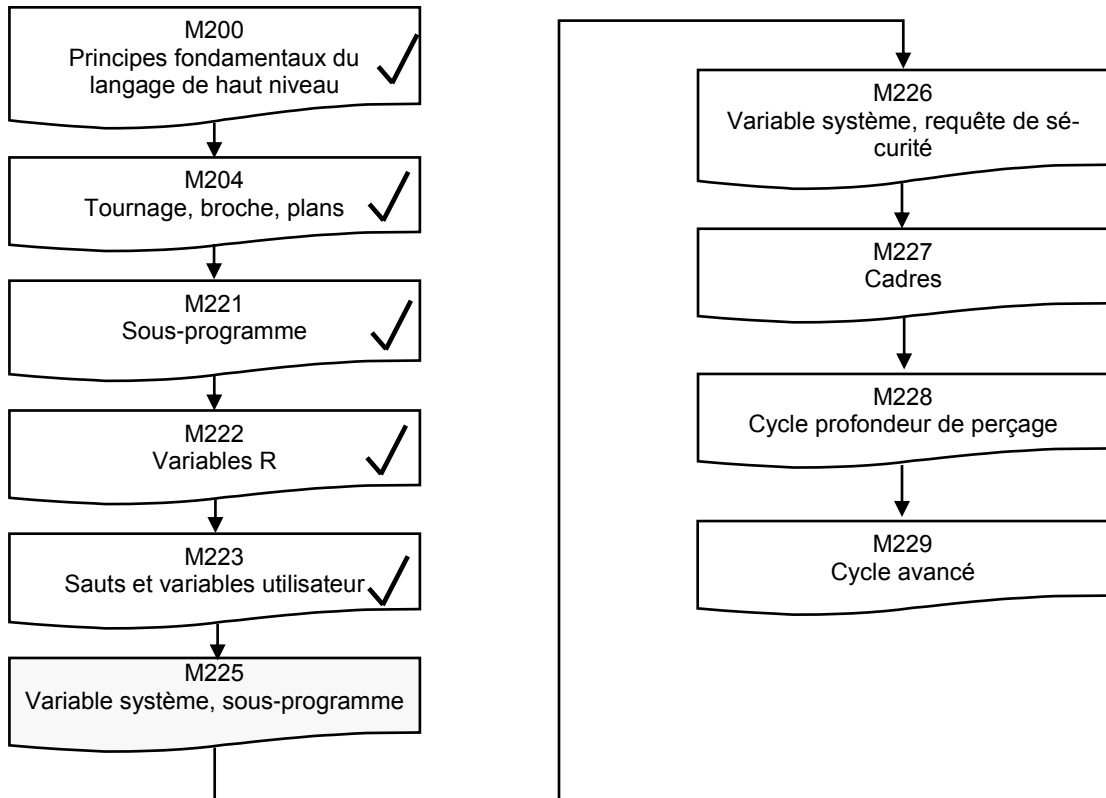 M200
Principes fondamentaux du
langage de haut niveau
M204
Tournage, broche, plans
M221
Sous-programme
M222
Variables R
M223
Sauts et variables utilisateur
M225
Variable système, sous-programme
M226
Variable système, requête de sé-
curité
M227
Cadres
M228
Cycle profondeur de perçage
M229
Cycle avancé